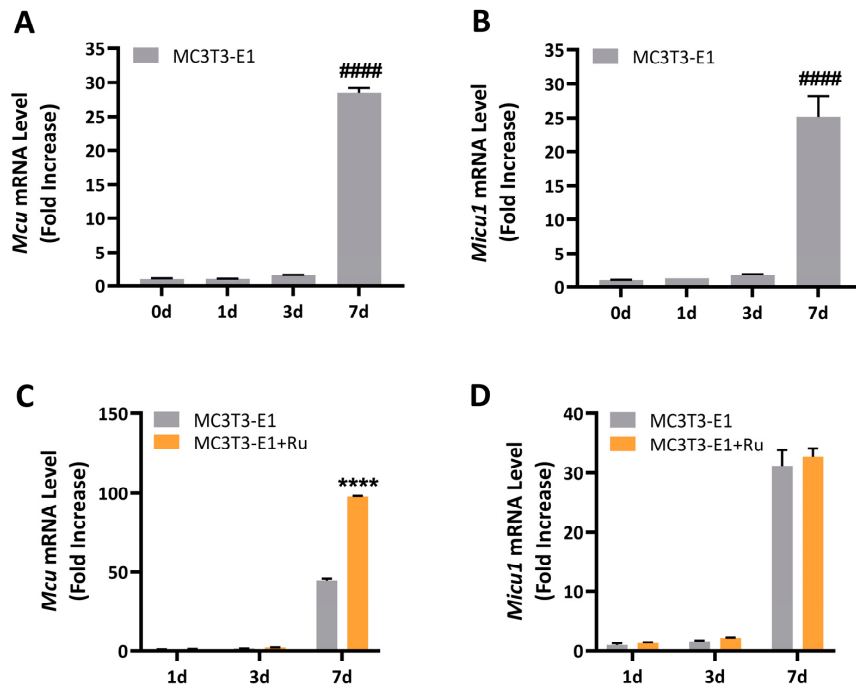 A
MC3T3-E1
Mcu mRNA Level
(Fold Increase)
35
30
25
20
15
10
5
0
####
0d 1d 3d 7d
B
MC3T3-E1
Micu1 mRNA Level
(Fold Increase)
35
30
25
20
15
10
5
0
####
0d 1d 3d 7d
C
MC3T3-E1
MC3T3-E1+Ru
Mcu mRNA Level
(Fold Increase)
150
100
50
0
****
1d 3d 7d
D
MC3T3-E1
MC3T3-E1+Ru
Micu1 mRNA Level
(Fold Increase)
40
30
20
10
0
1d 3d 7d